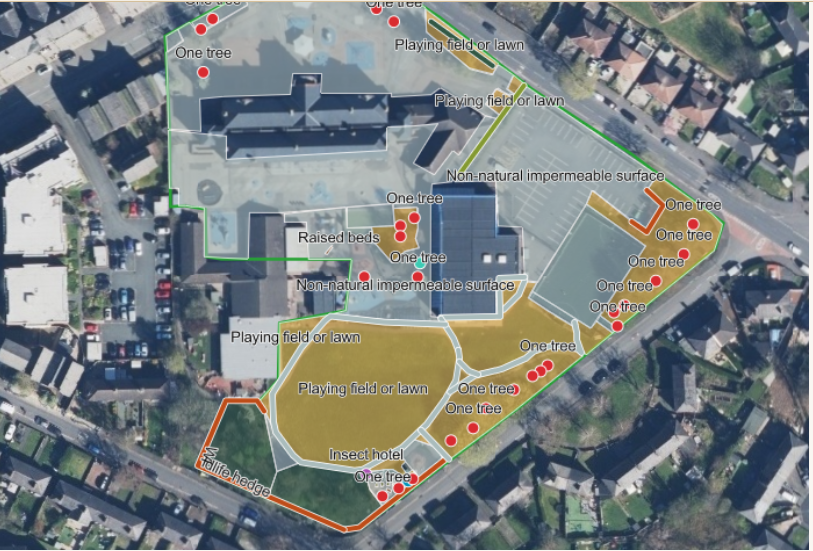 One tree
One tree
One tree
Playing field or lawn
Playing field or lawn
Non-natural impermeable surface
One tree
One tree
Raised beds
One tree
One tree
One tree
Non-natural impermeable surface
One tree
One tree
Playing field or lawn
One tree
Playing field or lawn
One tree
One tree
Insect hotel
Wildlife hedge
One tree